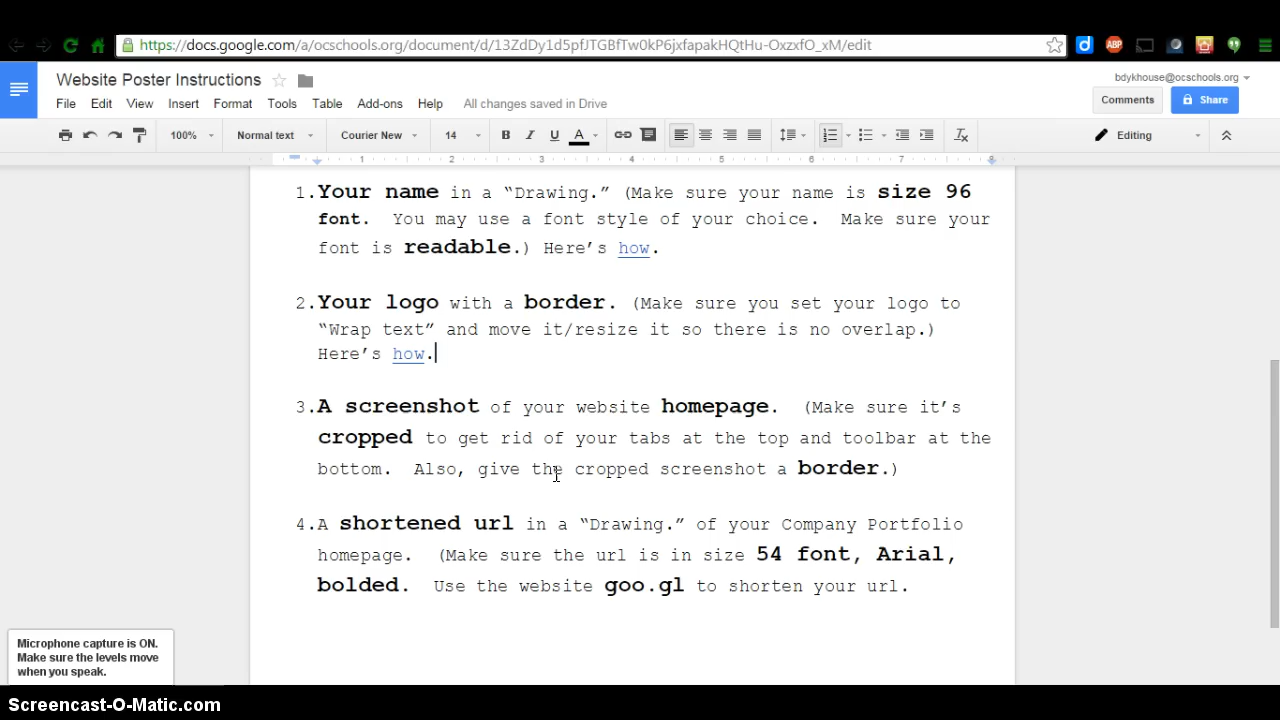 https://docs.google.com/a/ocschools.org/document/d/13ZdDy1d5pfJTGBfTw0kP6jxfapakHQtHu-OxzxfO_xM/edit
Website Poster Instructions
bdykhouse@ocschools.org
File Edit View Insert Format Tools Table Add-ons Help All changes saved in Drive
Comments Share
100% Normal text Courier New 14 B I U A Editing
1 2 3 4 5 6 7 8
1.Your name in a “Drawing.” (Make sure your name is size 96
font. You may use a font style of your choice. Make sure your
font is readable.) Here’s how.
2.Your logo with a border. (Make sure you set your logo to
“Wrap text” and move it/resize it so there is no overlap.)
Here’s how.
3.A screenshot of your website homepage. (Make sure it’s
cropped to get rid of your tabs at the top and toolbar at the
bottom. Also, give the cropped screenshot a border.)
4.A shortened url in a “Drawing.” of your Company Portfolio
homepage. (Make sure the url is in size 54 font, Arial,
bolded. Use the website goo.gl to shorten your url.
Microphone capture is ON.
Make sure the levels move
when you speak.
Screencast-O-Matic.com